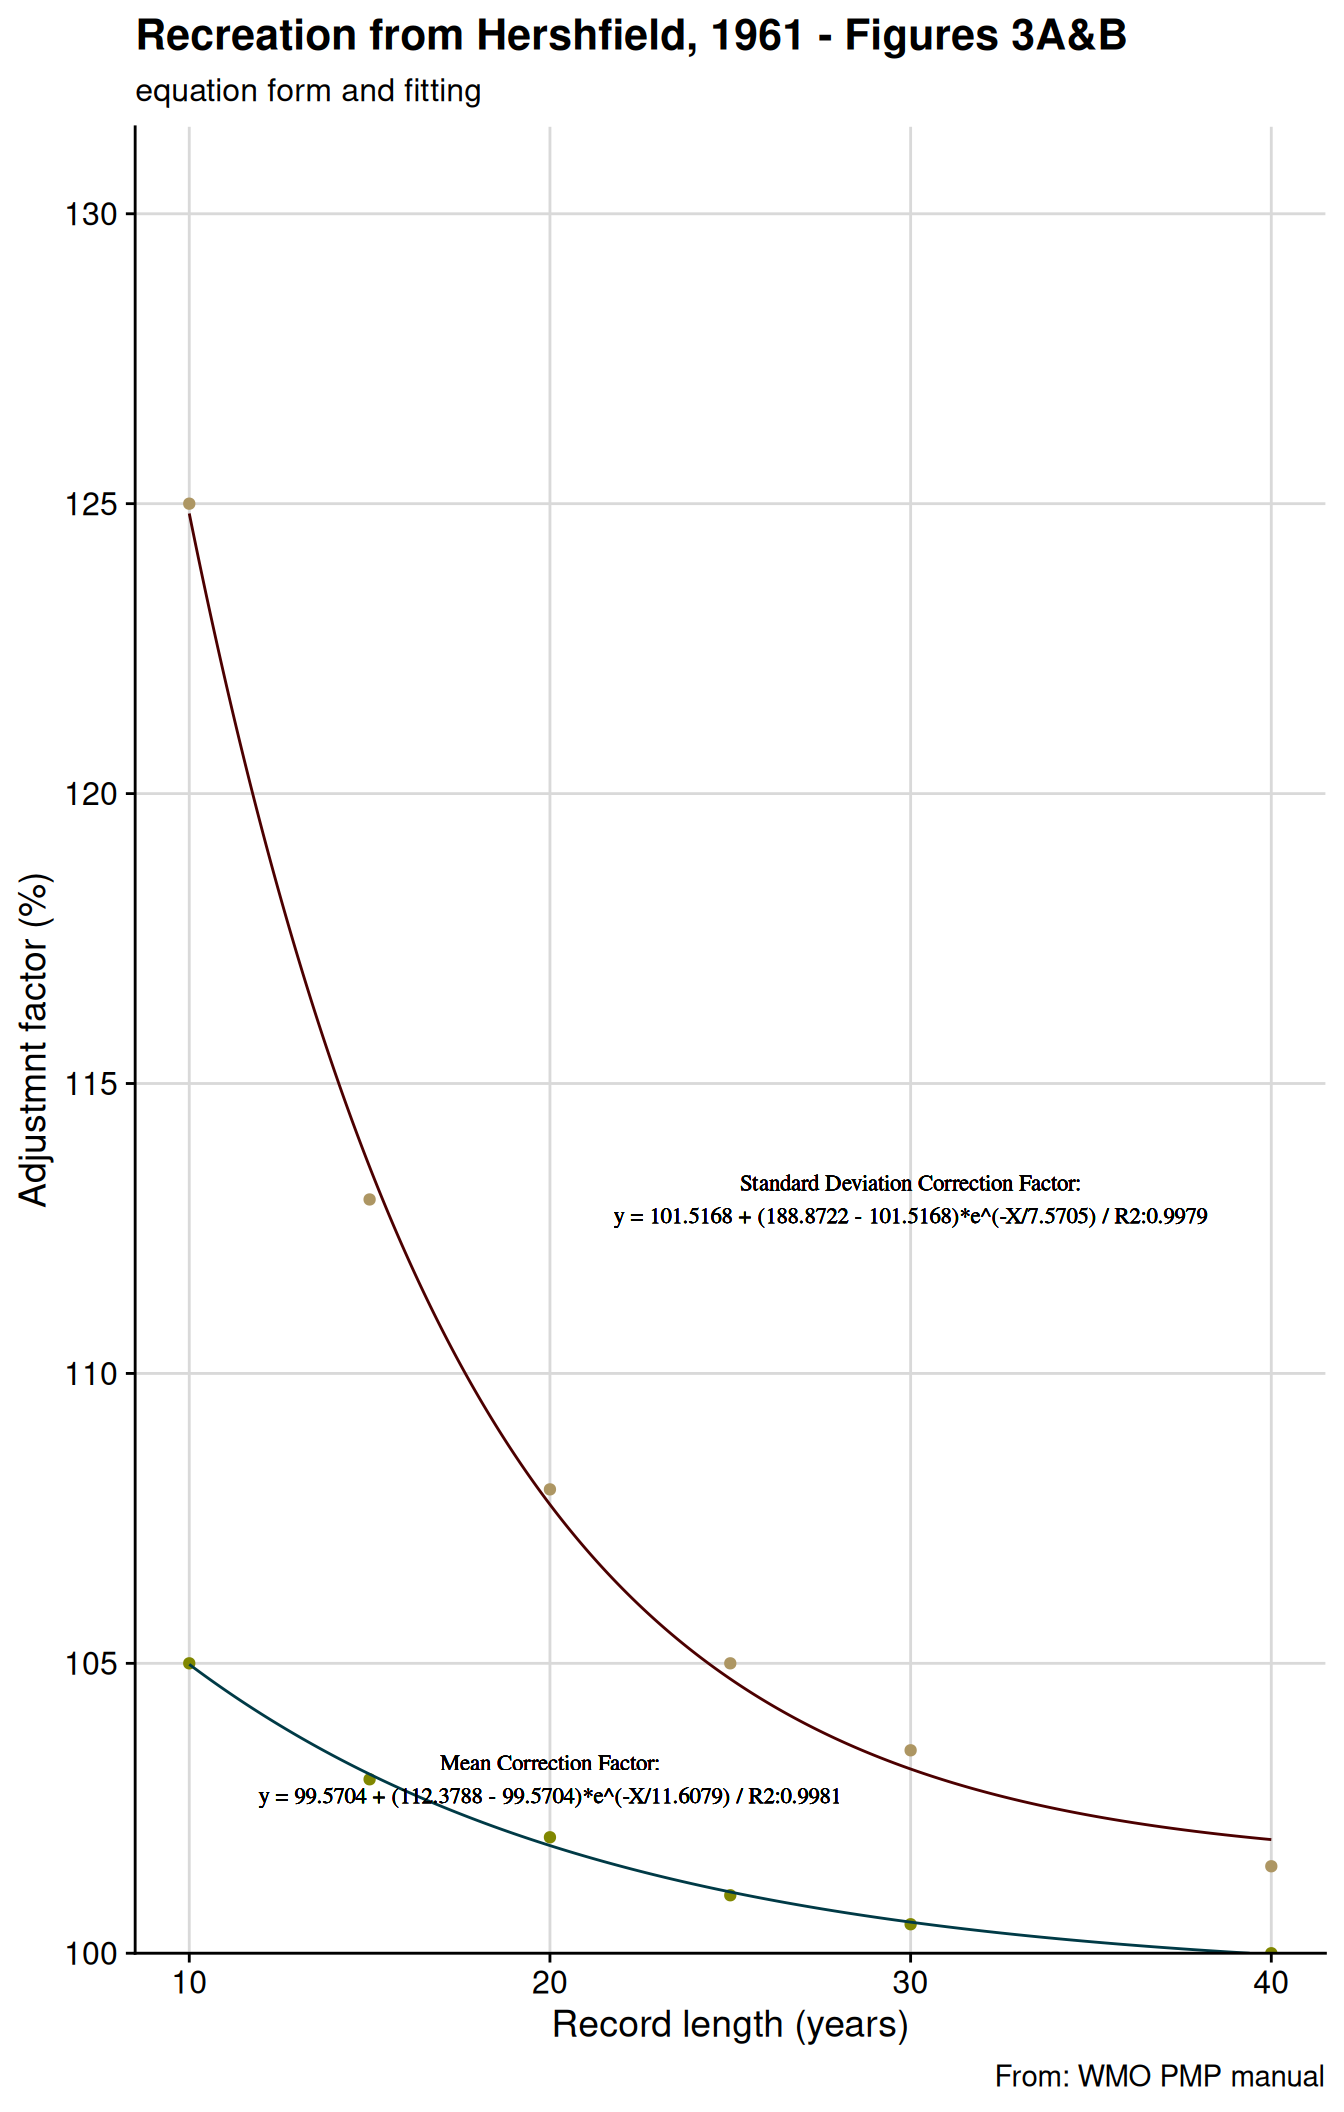 Recreation from Hershfield, 1961 - Figures 3A&B
equation form and fitting
Adjustmnt factor (%)
130
125
120
115
110
105
100
Standard Deviation Correction Factor:
y = 101.5168 + (188.8722 - 101.5168)*e^(-X/7.5705) / R2:0.9979
Mean Correction Factor:
y = 99.5704 + (112.3788 - 99.5704)*e^(-X/11.6079) / R2:0.9981
10 20 30 40
Record length (years)
From: WMO PMP manual